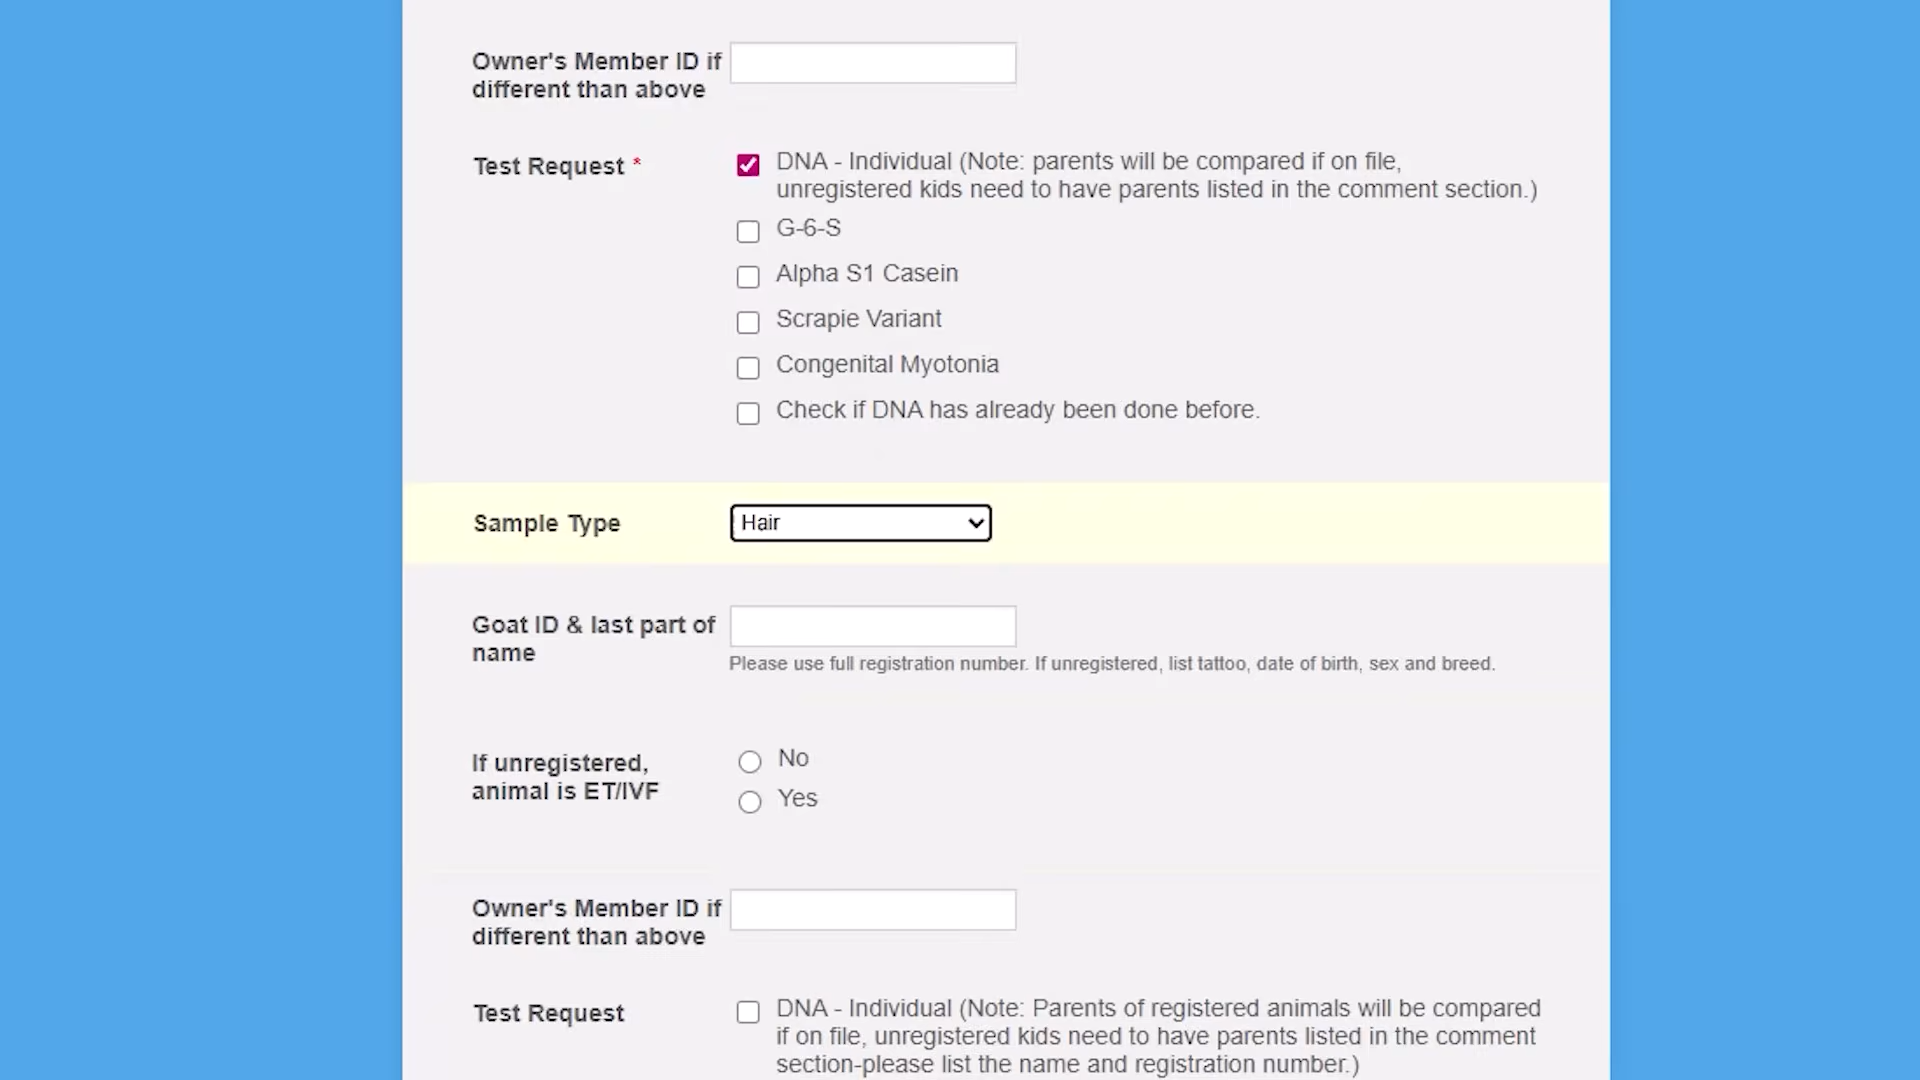 Owner's Member ID if
different than above
Test Request *
DNA - Individual (Note: parents will be compared if on file,
unregistered kids need to have parents listed in the comment section.)
G-6-S
Alpha S1 Casein
Scrapie Variant
Congenital Myotonia
Check if DNA has already been done before.
Sample Type
Hair
Goat ID & last part of
name
Please use full registration number. If unregistered, list tattoo, date of birth, sex and breed.
If unregistered,
animal is ET/IVF
No
Yes
Owner's Member ID if
different than above
Test Request
DNA - Individual (Note: Parents of registered animals will be compared
if on file, unregistered kids need to have parents listed in the comment
section-please list the name and registration number.)